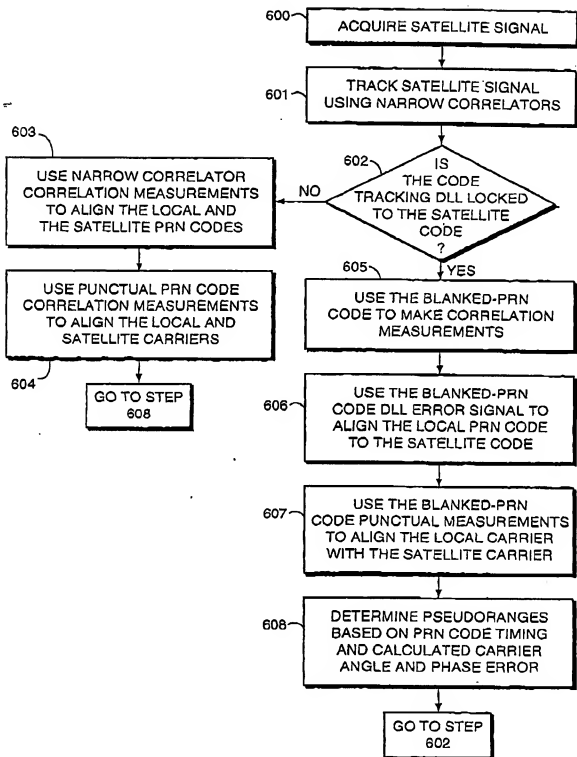 600
ACQUIRE SATELLITE SIGNAL
601
TRACK SATELLITE SIGNAL
USING NARROW CORRELATORS
602
IS
THE CODE
TRACKING DLL LOCKED
TO THE SATELLITE
CODE
?
NO
YES
603
USE NARROW CORRELATOR
CORRELATION MEASUREMENTS
TO ALIGN THE LOCAL AND
THE SATELLITE PRN CODES
USE PUNCTUAL PRN CODE
CORRELATION MEASUREMENTS
TO ALIGN THE LOCAL AND
SATELLITE CARRIERS
604
GO TO STEP
608
605
USE THE BLANKED-PRN
CODE TO MAKE CORRELATION
MEASUREMENTS
606
USE THE BLANKED-PRN
CODE DLL ERROR SIGNAL TO
ALIGN THE LOCAL PRN CODE
TO THE SATELLITE CODE
607
USE THE BLANKED-PRN
CODE PUNCTUAL MEASUREMENTS
TO ALIGN THE LOCAL CARRIER
WITH THE SATELLITE CARRIER
608
DETERMINE PSEUDORANGES
BASED ON PRN CODE TIMING
AND CALCULATED CARRIER
ANGLE AND PHASE ERROR
GO TO STEP
602